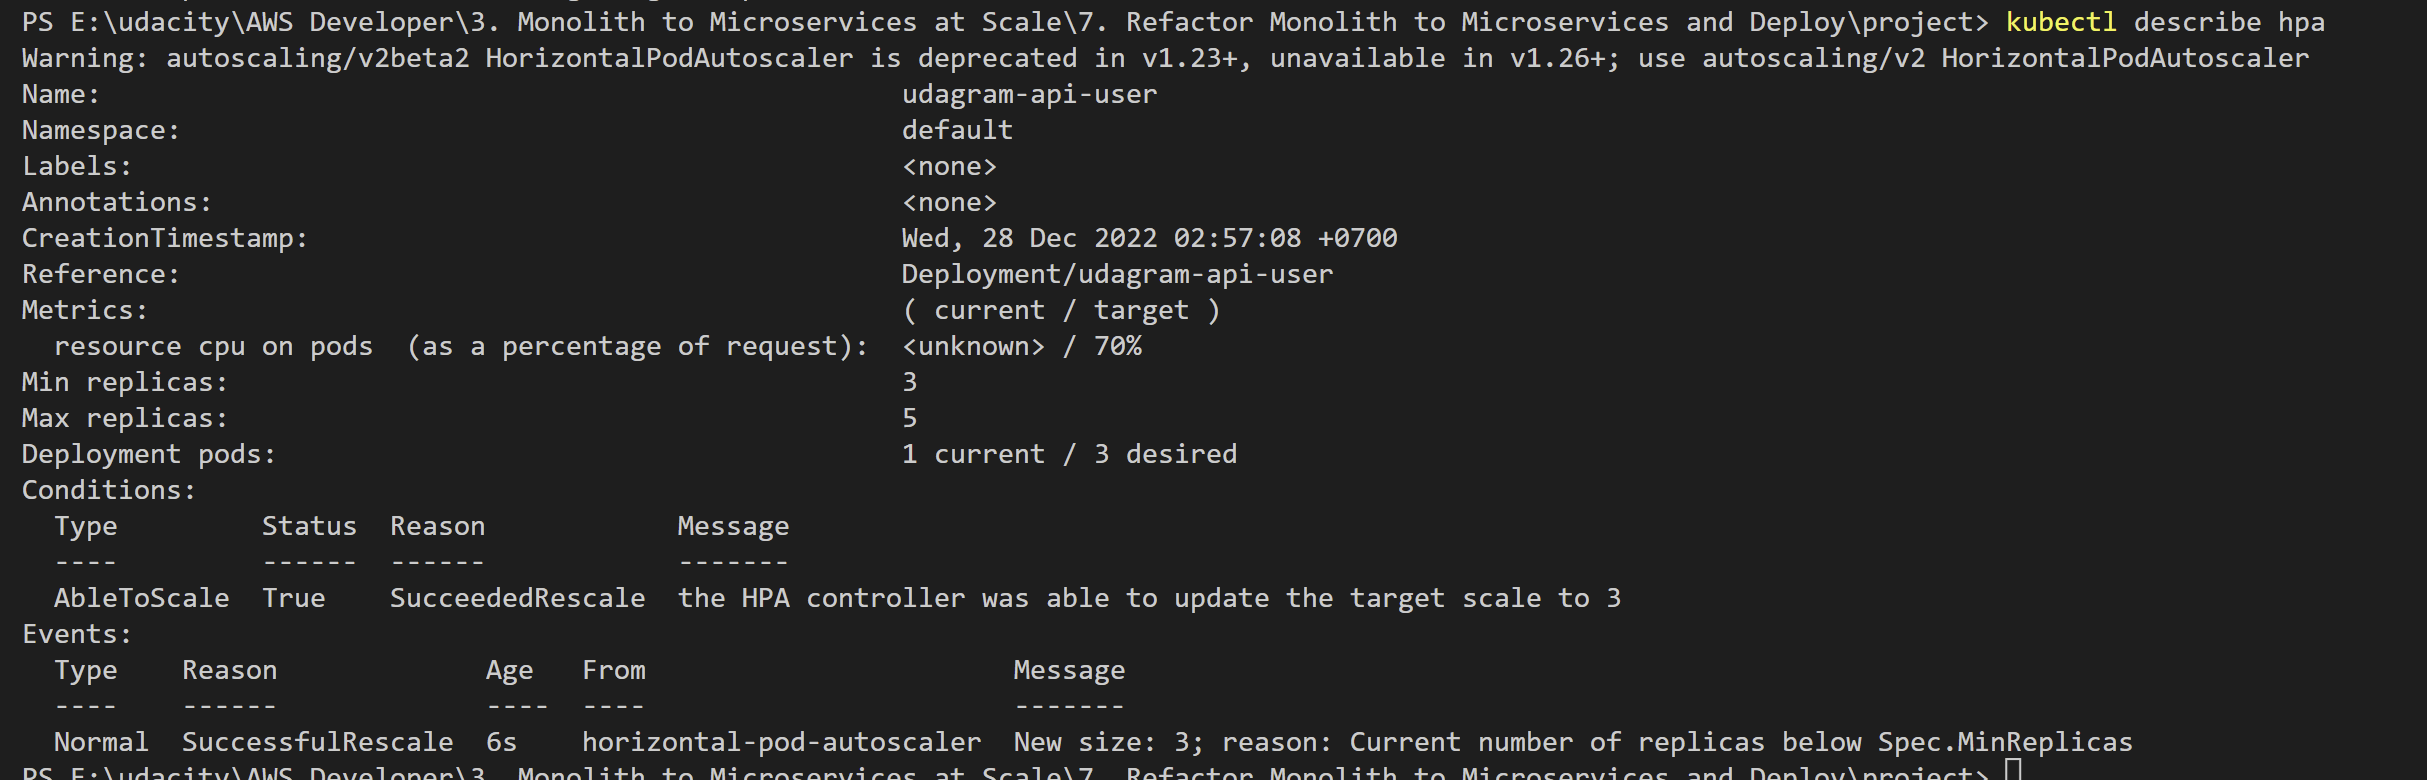 PS E:\udacity\AWS Developer\3. Monolith to Microservices at Scale\7. Refactor Monolith to Microservices and Deploy\project> kubectl describe hpa
Warning: autoscaling/v2beta2 HorizontalPodAutoscaler is deprecated in v1.23+, unavailable in v1.26+; use autoscaling/v2 HorizontalPodAutoscaler
Name:                                                  udagram-api-user
Namespace:                                             default
Labels:                                                <none>
Annotations:                                           <none>
CreationTimestamp:                                     Wed, 28 Dec 2022 02:57:08 +0700
Reference:                                             Deployment/udagram-api-user
Metrics:                                               ( current / target )
  resource cpu on pods  (as a percentage of request):  <unknown> / 70%
Min replicas:                                          3
Max replicas:                                          5
Deployment pods:                                       1 current / 3 desired
Conditions:
  Type         Status  Reason            Message
  ----         ------  ------            -------
  AbleToScale  True    SucceededRescale  the HPA controller was able to update the target scale to 3
Events:
  Type    Reason             Age   From                       Message
  ----    ------             ----  ----                       -------
  Normal  SuccessfulRescale  6s    horizontal-pod-autoscaler  New size: 3; reason: Current number of replicas below Spec.MinReplicas
PS E:\udacity\AWS Developer\3. Monolith to Microservices at Scale\7. Refactor Monolith to Microservices and Deploy\project>